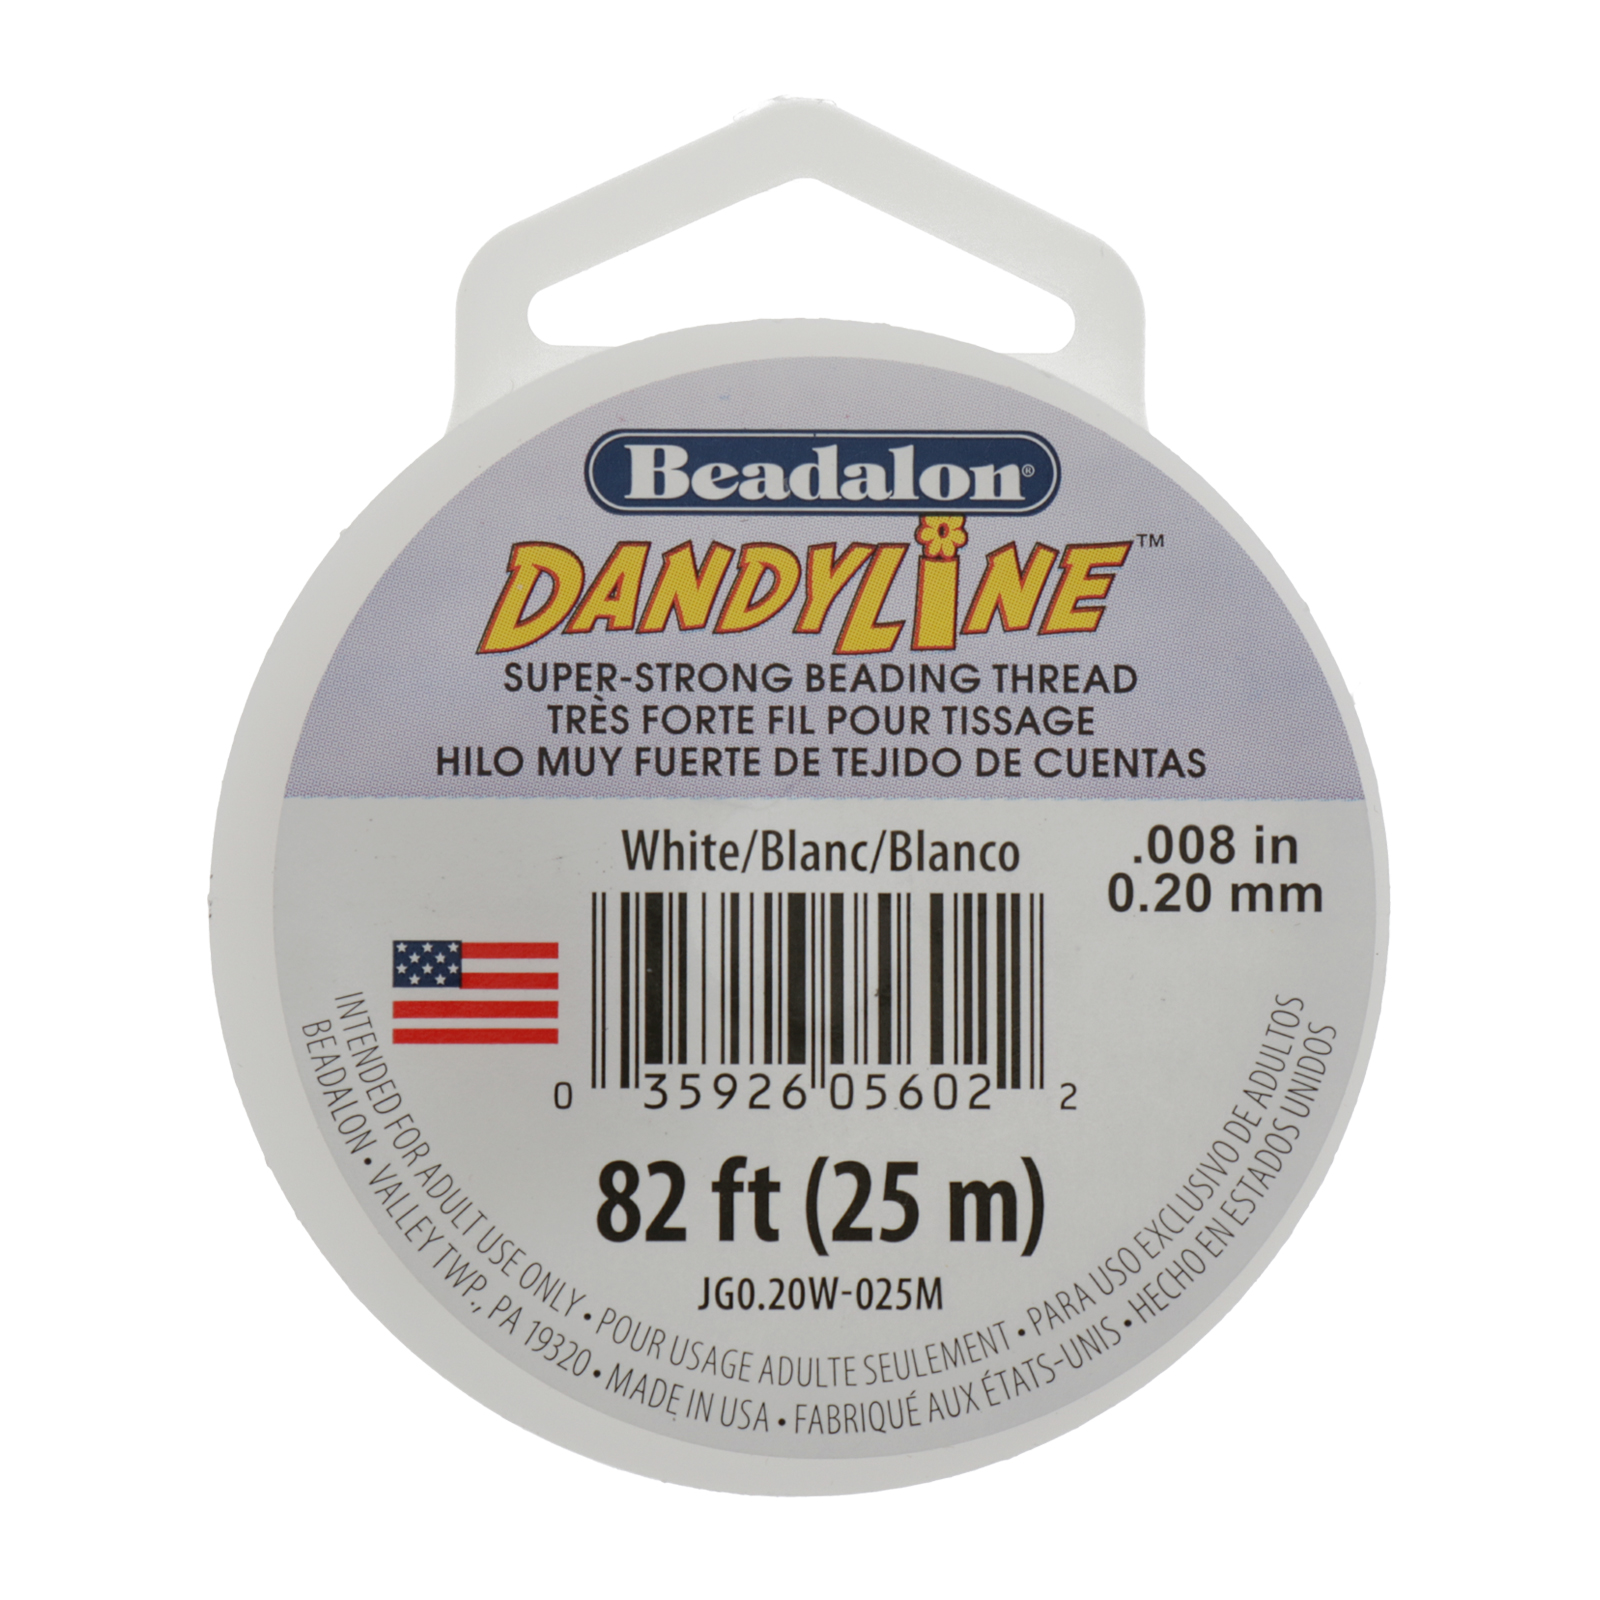 Beadalon®
DANDYLINE™
SUPER-STRONG BEADING THREAD
TRÈS FORTE FIL POUR TISSAGE
HILO MUY FUERTE DE TEJIDO DE CUENTAS
White/Blanc/Blanco
.008 in
0.20 mm
0 35926 05602 2
82 ft (25 m)
JG0.20W-025M
INTENDED FOR ADULT USE ONLY • POUR USAGE ADULTE SEULEMENT • PARA USO EXCLUSIVO DE ADULTOS
BEADALON • VALLEY TWP., PA 19320 • MADE IN USA • FABRIQUÉ AUX ÉTATS-UNIS • HECHO EN ESTADOS UNIDOS